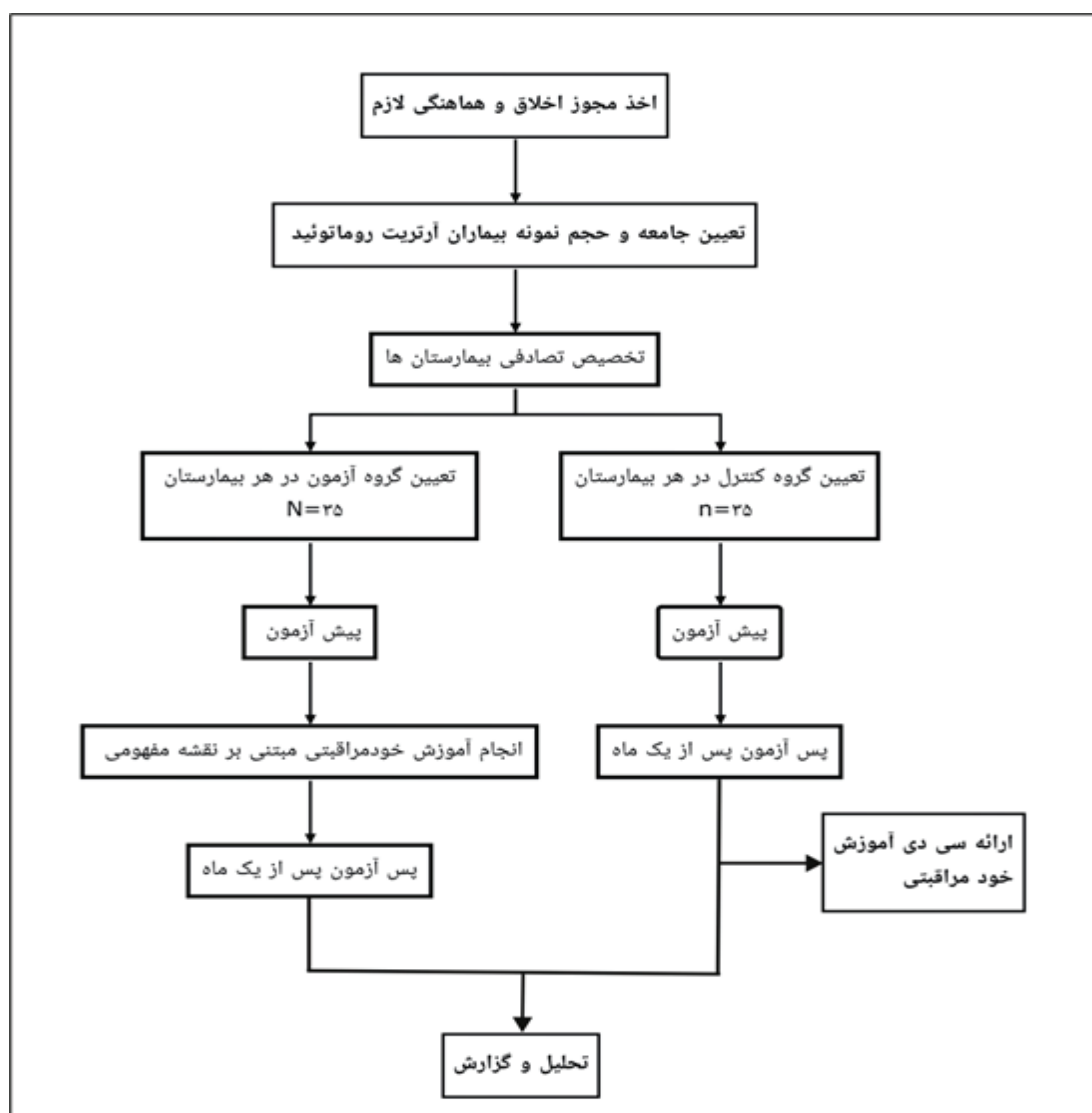 اخذ مجوز اخلاق و هماهنگی لازم
تعیین جامعه و حجم نمونه بیماران آرتریت روماتوئید
تخصیص تصادفی بیمارستان ها
تعیین گروه کنترل در هر بیمارستان
n=۳۵
تعیین گروه آزمون در هر بیمارستان
N=۳۵
پیش آزمون
پیش آزمون
پس آزمون پس از یک ماه
انجام آموزش خودمراقبتی مبتنی بر نقشه مفهومی
ارائه سی دی آموزش
خود مراقبتی
پس آزمون پس از یک ماه
تحلیل و گزارش